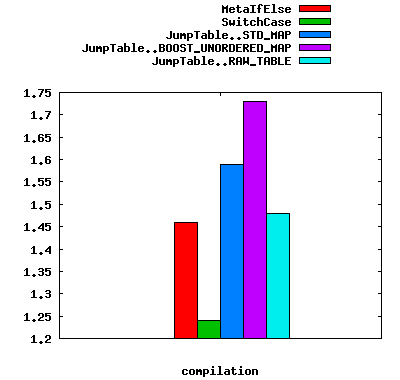 MetaIfElse
SwitchCase
JumpTable..STD_MAP
JumpTable..BOOST_UNORDERED_MAP
JumpTable..RAW_TABLE
1.75
1.7
1.65
1.6
1.55
1.5
1.45
1.4
1.35
1.3
1.25
1.2
compilation